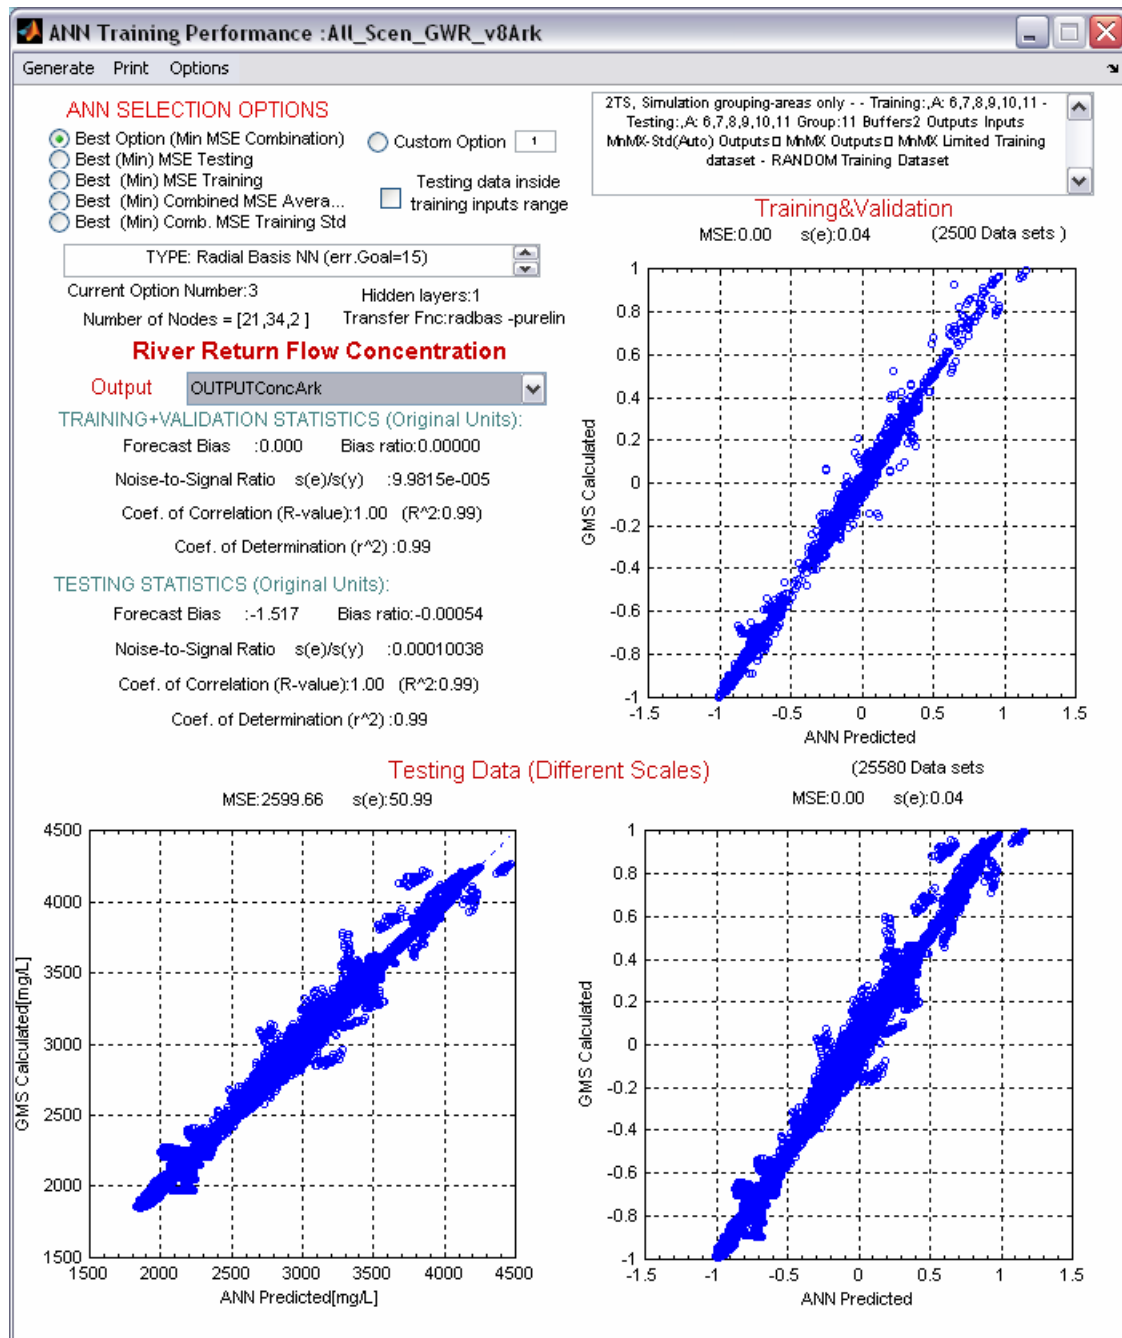 ANN Training Performance :All_Scen_GWR_v8Ark
Generate Print Options
ANN SELECTION OPTIONS
Best Option (Min MSE Combination)
Best (Min) MSE Testing
Best (Min) MSE Training
Best (Min) Combined MSE Avera...
Best (Min) Comb. MSE Training Std
Custom Option 1
Testing data inside
training inputs range
2TS, Simulation grouping-areas only - - Training:,A: 6,7,8,9,10,11 -
Testing:,A: 6,7,8,9,10,11 Group:11 Buffers2 Outputs Inputs
MnMX-Std(Auto) Outputs▯ MnMX Outputs▯ MnMX Limited Training
dataset - RANDOM Training Dataset
TYPE: Radial Basis NN (err.Goal=15)
Current Option Number:3
Hidden layers:1
Number of Nodes = [21,34,2 ]
Transfer Fnc:radbas -purelin
River Return Flow Concentration
Output OUTPUTConcArk
TRAINING+VALIDATION STATISTICS (Original Units):
Forecast Bias :0.000 Bias ratio:0.00000
Noise-to-Signal Ratio s(e)/s(y) :9.9815e-005
Coef. of Correlation (R-value):1.00 (R^2:0.99)
Coef. of Determination (r^2) :0.99
TESTING STATISTICS (Original Units):
Forecast Bias :-1.517 Bias ratio:-0.00054
Noise-to-Signal Ratio s(e)/s(y) :0.00010038
Coef. of Correlation (R-value):1.00 (R^2:0.99)
Coef. of Determination (r^2) :0.99
Training&Validation
MSE:0.00 s(e):0.04 (2500 Data sets )
1
0.8
0.6
0.4
0.2
0
-0.2
-0.4
-0.6
-0.8
-1
GMS Calculated
-1.5 -1 -0.5 0 0.5 1 1.5
ANN Predicted
Testing Data (Different Scales)
(25580 Data sets
MSE:2599.66 s(e):50.99
4500
4000
3500
3000
2500
2000
1500
GMS Calculated[mg/L]
1500 2000 2500 3000 3500 4000 4500
ANN Predicted[mg/L]
MSE:0.00 s(e):0.04
1
0.8
0.6
0.4
0.2
0
-0.2
-0.4
-0.6
-0.8
-1
GMS Calculated
-1.5 -1 -0.5 0 0.5 1 1.5
ANN Predicted